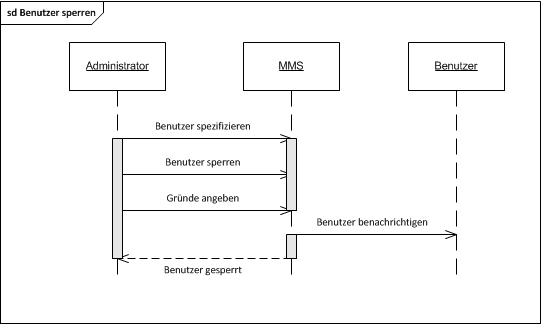 sd Benutzer sperren
Administrator
MMS
Benutzer
Benutzer spezifizieren
Benutzer sperren
Gründe angeben
Benutzer benachrichtigen
Benutzer gesperrt